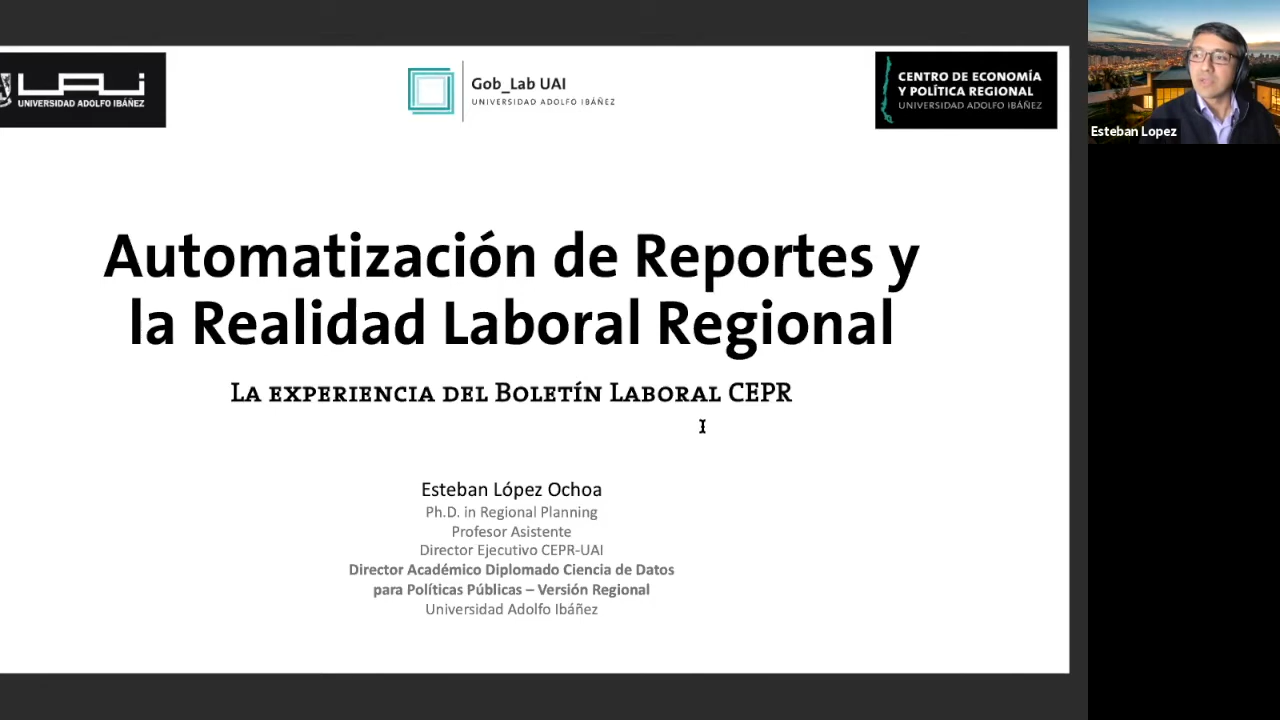 UAI
UNIVERSIDAD ADOLFO IBÁÑEZ
Gob_Lab UAI
UNIVERSIDAD ADOLFO IBÁÑEZ
CENTRO DE ECONOMÍA
Y POLÍTICA REGIONAL
UNIVERSIDAD ADOLFO IBÁÑEZ
Esteban Lopez
Automatización de Reportes y
la Realidad Laboral Regional
La experiencia del Boletín Laboral CEPR
Esteban López Ochoa
Ph.D. in Regional Planning
Profesor Asistente
Director Ejecutivo CEPR-UAI
Director Académico Diplomado Ciencia de Datos
para Políticas Públicas – Versión Regional
Universidad Adolfo Ibáñez